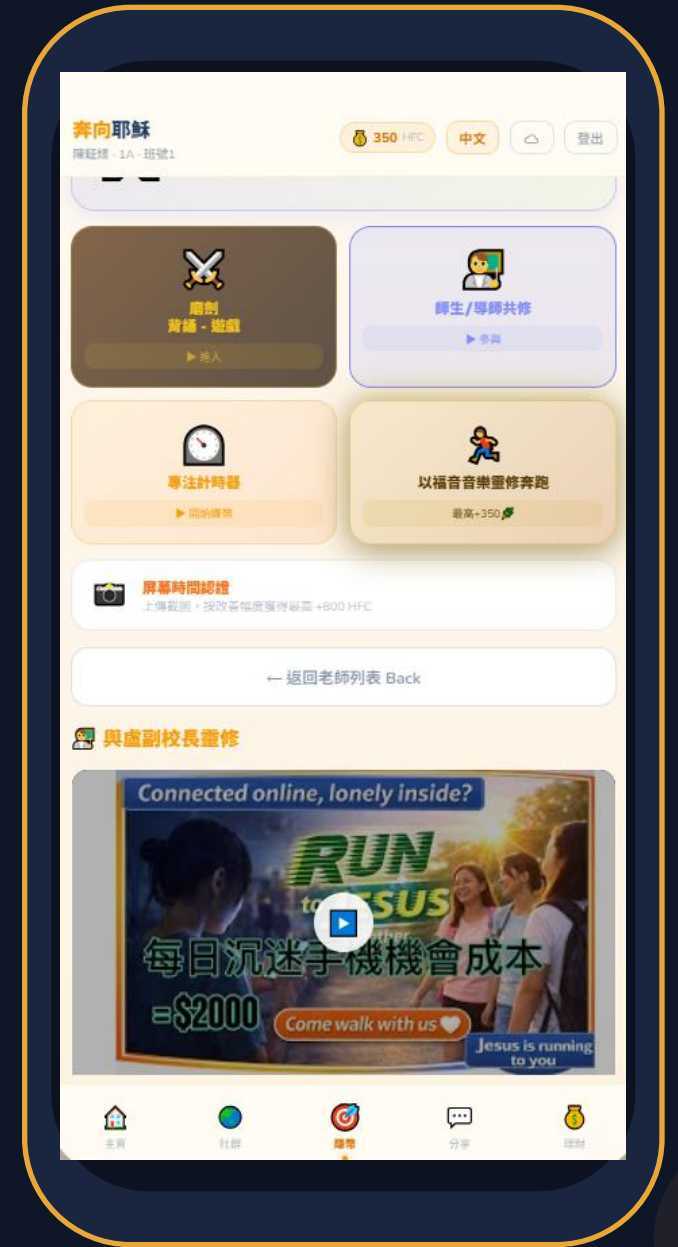 奔向耶穌
350 HFC
中文
登出
陳鉦燁 · 1A · 班號1
磨劍
背誦 - 遊戲
▶ 進入
師生/導師共修
▶ 參與
專注計時器
▶ 開始賺幣
以福音音樂靈修奔跑
最高+350
屏幕時間認證
上傳截圖，按改善幅度獲得最高 +800 HFC
← 返回老師列表 Back
與盧副校長靈修
Connected online, lonely inside?
RUN
to JESUS
每日沉迷手機機會成本
=$2000
Come walk with us
Jesus is running
to you
主頁
社群
賺幣
分享
理財